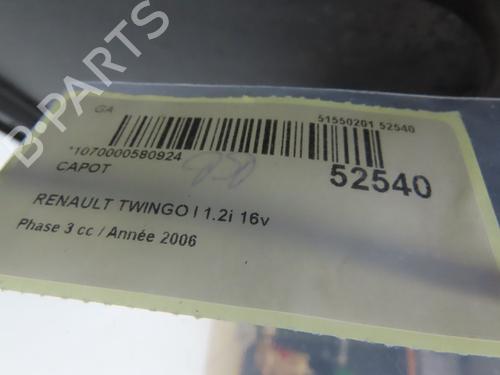 GA
51550201 52540
*1070000580924
CAPOT
52540
RENAULT TWINGO I 1.2i 16v
Phase 3 cc / Année 2006
B-PARTS